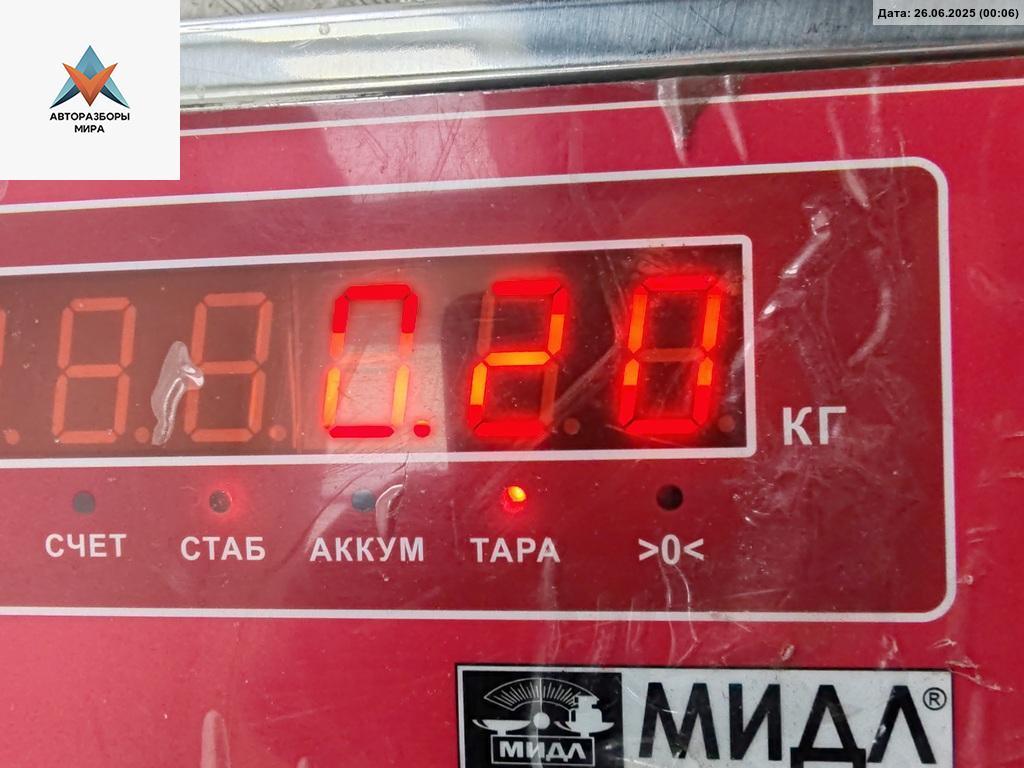 Дата: 26.06.2025 (00:06)
АВТОРАЗБОРЫ
МИРА
0.20
КГ
СЧЕТ СТАБ АККУМ ТАРА >0<
МИДЛ МИДЛ®